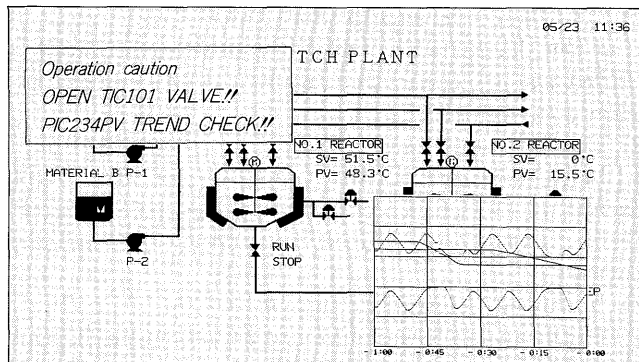 05/23 11:36
TCH PLANT
Operation caution
OPEN TIC101 VALVE!!
PIC234PV TREND CHECK!!
NO.1 REACTOR
SV= 51.5°C
PV= 48.3°C
NO.2 REACTOR
SV= 0°C
PV= 15.5°C
MATERIAL B P-1
P-2
RUN
STOP
EP
-1:00 -0:45 -0:30 -0:15 0:00